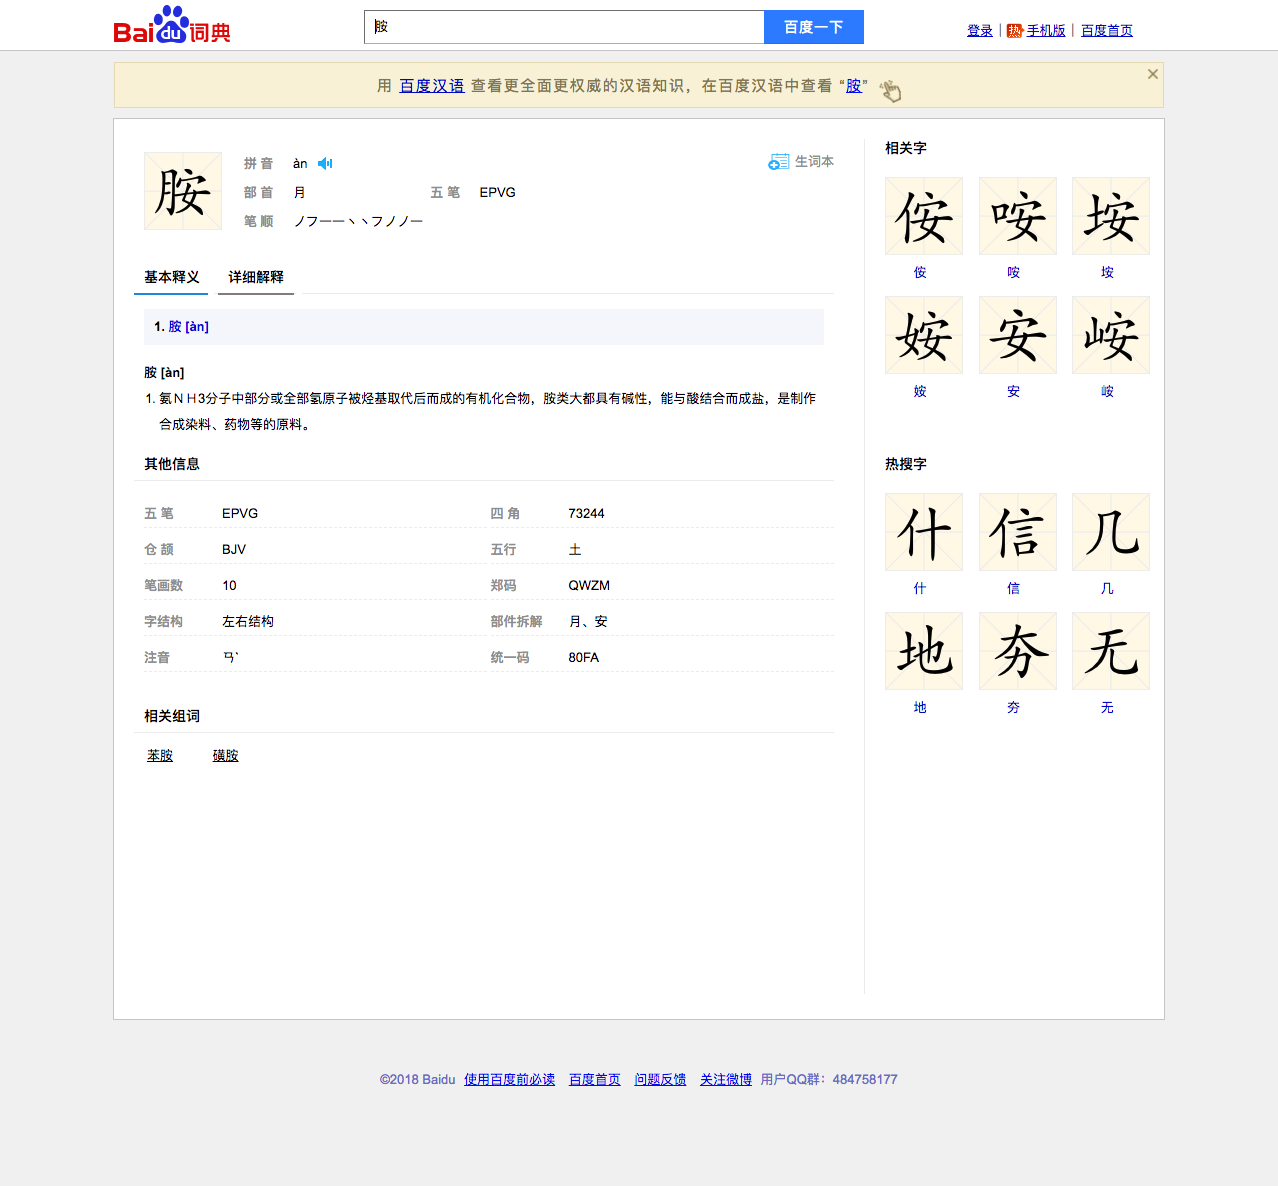 Baidu词典
胺
百度一下
登录 | 热 手机版 | 百度首页
用 百度汉语 查看更全面更权威的汉语知识，在百度汉语中查看 “胺”
胺
拼 音 àn
生词本
部 首 月 五 笔 EPVG
笔 顺 ノフ一一丶丶フノノ一
基本释义 详细解释
1. 胺 [àn]
胺 [àn]
1. 氨ＮＨ3分子中部分或全部氢原子被烃基取代后而成的有机化合物，胺类大都具有碱性，能与酸结合而成盐，是制作
合成染料、药物等的原料。
其他信息
五 笔 EPVG 四 角 73244
仓 颉 BJV 五行 土
笔画数 10 郑码 QWZM
字结构 左右结构 部件拆解 月、安
注音 ㄢˋ 统一码 80FA
相关组词
苯胺 磺胺
相关字
侒 咹 垵
侒 咹 垵
姲 安 峖
姲 安 峖
热搜字
什 信 几
什 信 几
地 夯 无
地 夯 无
©2018 Baidu 使用百度前必读 百度首页 问题反馈 关注微博 用户QQ群：484758177